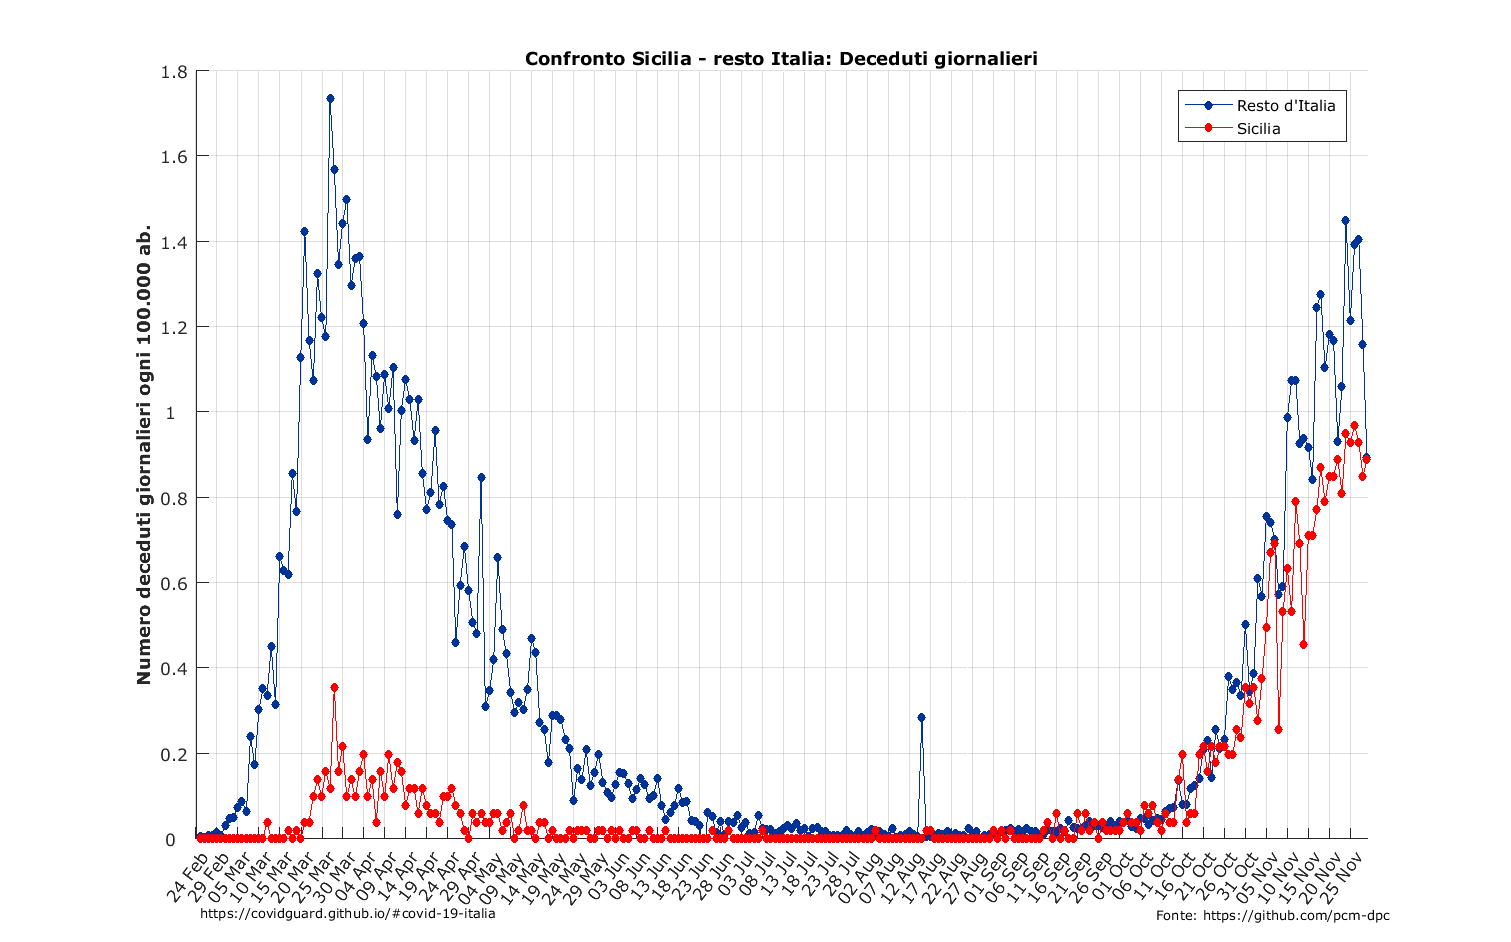 Confronto Sicilia - resto Italia: Deceduti giornalieri
Resto d'Italia
Sicilia
Numero deceduti giornalieri ogni 100.000 ab.
1.8
1.6
1.4
1.2
1
0.8
0.6
0.4
0.2
0
24 Feb
29 Feb
05 Mar
10 Mar
15 Mar
20 Mar
25 Mar
30 Mar
04 Apr
09 Apr
14 Apr
19 Apr
24 Apr
29 Apr
04 May
09 May
14 May
19 May
24 May
29 May
03 Jun
08 Jun
13 Jun
18 Jun
23 Jun
28 Jun
03 Jul
08 Jul
13 Jul
18 Jul
23 Jul
28 Jul
02 Aug
07 Aug
12 Aug
17 Aug
22 Aug
27 Aug
01 Sep
06 Sep
11 Sep
16 Sep
21 Sep
26 Sep
01 Oct
06 Oct
11 Oct
16 Oct
21 Oct
26 Oct
31 Oct
05 Nov
10 Nov
15 Nov
20 Nov
25 Nov
https://covidguard.github.io/#covid-19-italia
Fonte: https://github.com/pcm-dpc